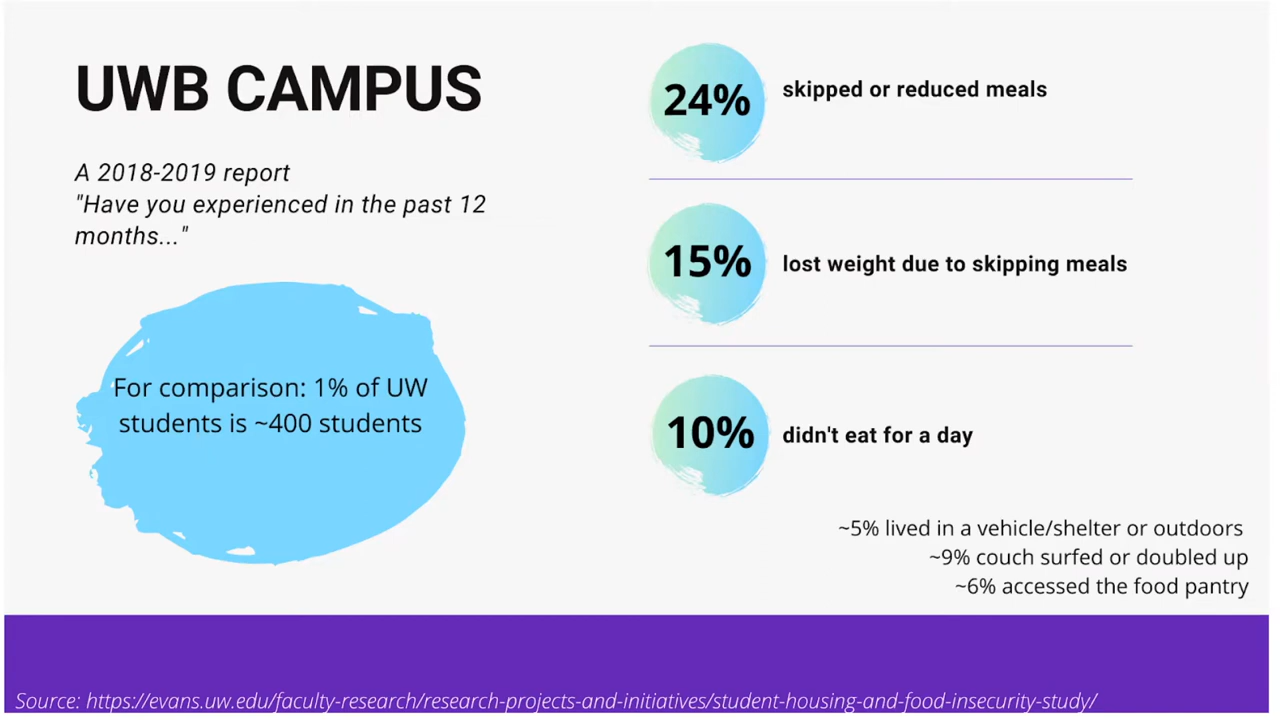 UWB CAMPUS
A 2018-2019 report
"Have you experienced in the past 12
months..."
For comparison: 1% of UW
students is ~400 students
24%
skipped or reduced meals
15%
lost weight due to skipping meals
10%
didn't eat for a day
~5% lived in a vehicle/shelter or outdoors
~9% couch surfed or doubled up
~6% accessed the food pantry
Source: https://evans.uw.edu/faculty-research/research-projects-and-initiatives/student-housing-and-food-insecurity-study/